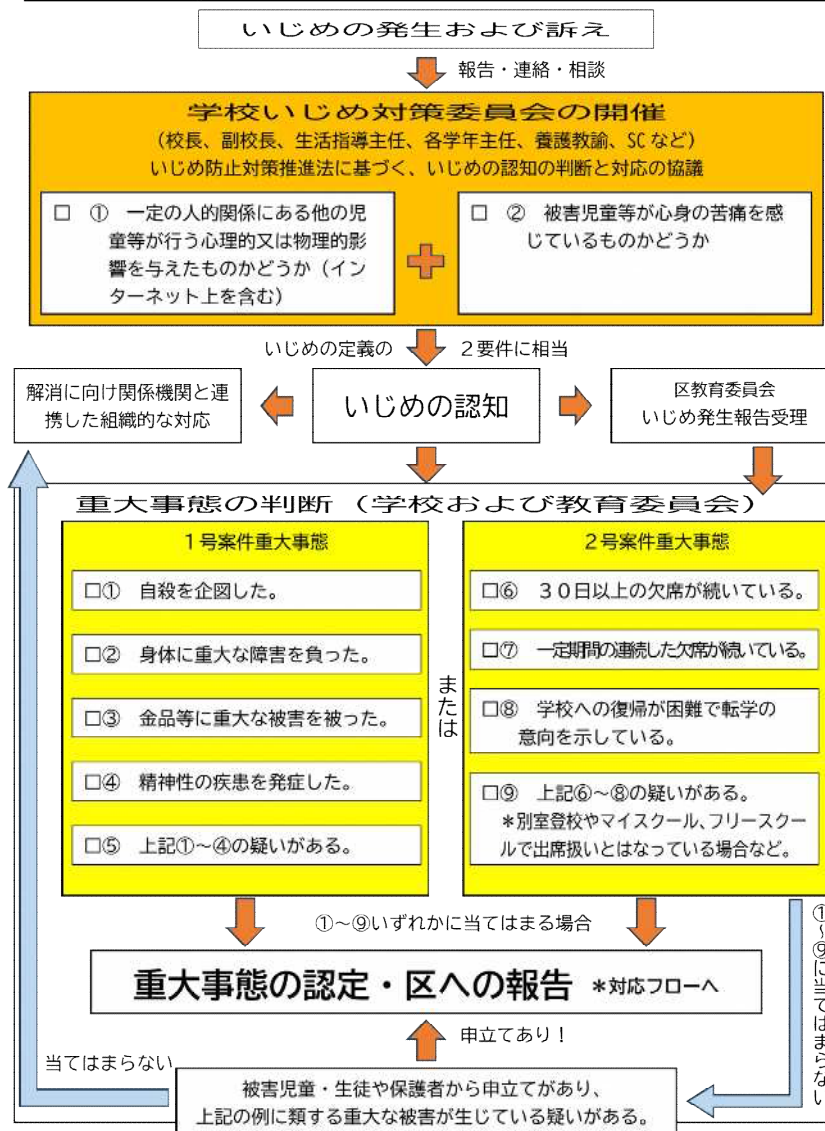 いじめの発生および訴え
報告・連絡・相談
学校いじめ対策委員会の開催
(校長、副校長、生活指導主任、各学年主任、養護教諭、SCなど)
いじめ防止対策推進法に基づく、いじめの認知の判断と対応の協議
□ ① 一定の人的関係にある他の児
童等が行う心理的又は物理的影
響を与えたものかどうか（イン
ターネット上を含む）
□ ② 被害児童等が心身の苦痛を感
じているものかどうか
いじめの定義の ２要件に相当
解消に向け関係機関と連
携した組織的な対応
いじめの認知
区教育委員会
いじめ発生報告受理
重大事態の判断（学校および教育委員会）
１号案件重大事態
□① 自殺を企図した。
□② 身体に重大な障害を負った。
□③ 金品等に重大な被害を被った。
□④ 精神性の疾患を発症した。
□⑤ 上記①～④の疑いがある。
または
２号案件重大事態
□⑥ ３０日以上の欠席が続いている。
□⑦ 一定期間の連続した欠席が続いている。
□⑧ 学校への復帰が困難で転学の
意向を示している。
□⑨ 上記⑥～⑧の疑いがある。
＊別室登校やマイスクール、フリースクー
ルで出席扱いとはなっている場合など。
①～⑨いずれかに当てはまる場合
①～⑨に当てはまらない
重大事態の認定・区への報告 ＊対応フローへ
申立てあり！
当てはまらない
被害児童・生徒や保護者から申立てがあり、
上記の例に類する重大な被害が生じている疑いがある。